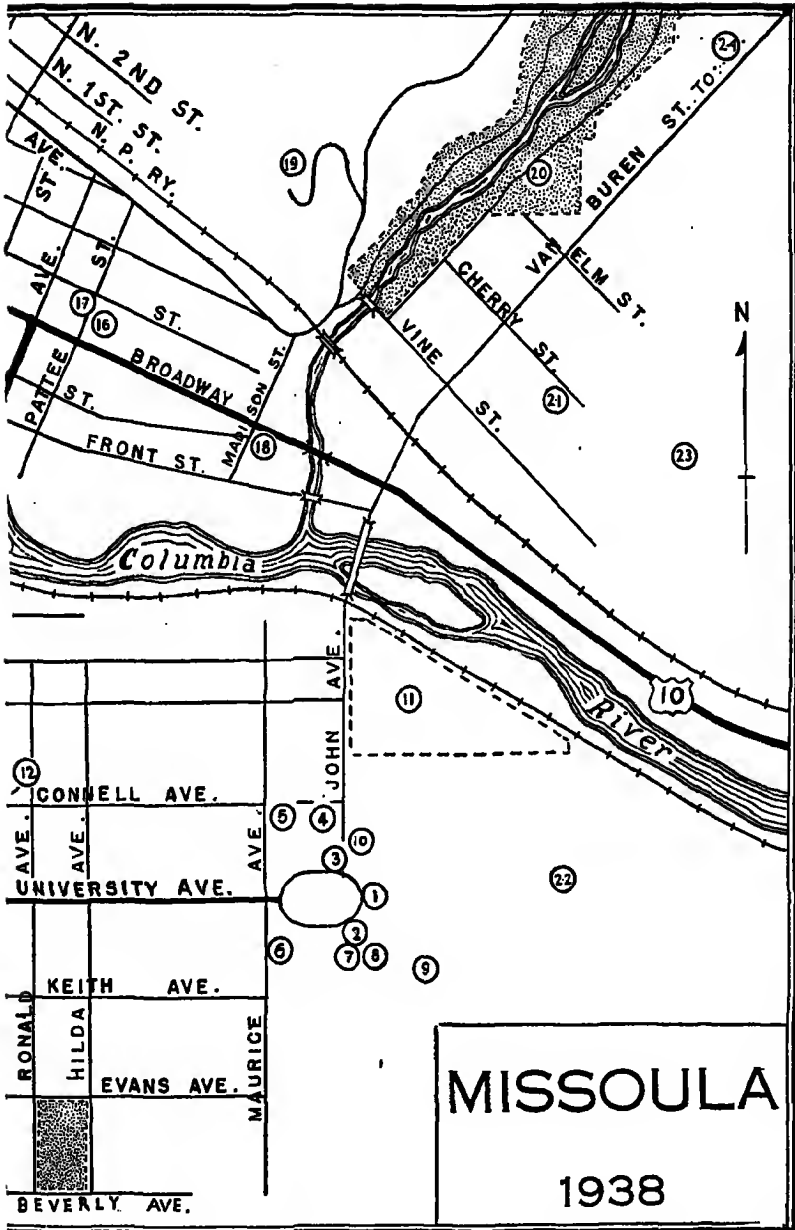 N. 2ND ST.
N. 1ST. ST.
N. P. RY.
AVE.
ST
AVE.
ST.
19
20
24
VAN BUREN ST. TO
ELM ST.
CHERRY ST.
VINE ST.
N
17
16
ST.
BROADWAY
PATTEE
ST.
MADISON ST.
FRONT ST.
18
21
23
Columbia River
10
JOHN AVE.
11
12
CONNELL AVE.
5
4
10
3
AVE.
AVE.
AVE.
UNIVERSITY AVE.
1
2
22
6
7
8
9
KEITH AVE.
RONALD
HILDA
MAURICE
EVANS AVE.
BEVERLY AVE.
MISSOULA
1938